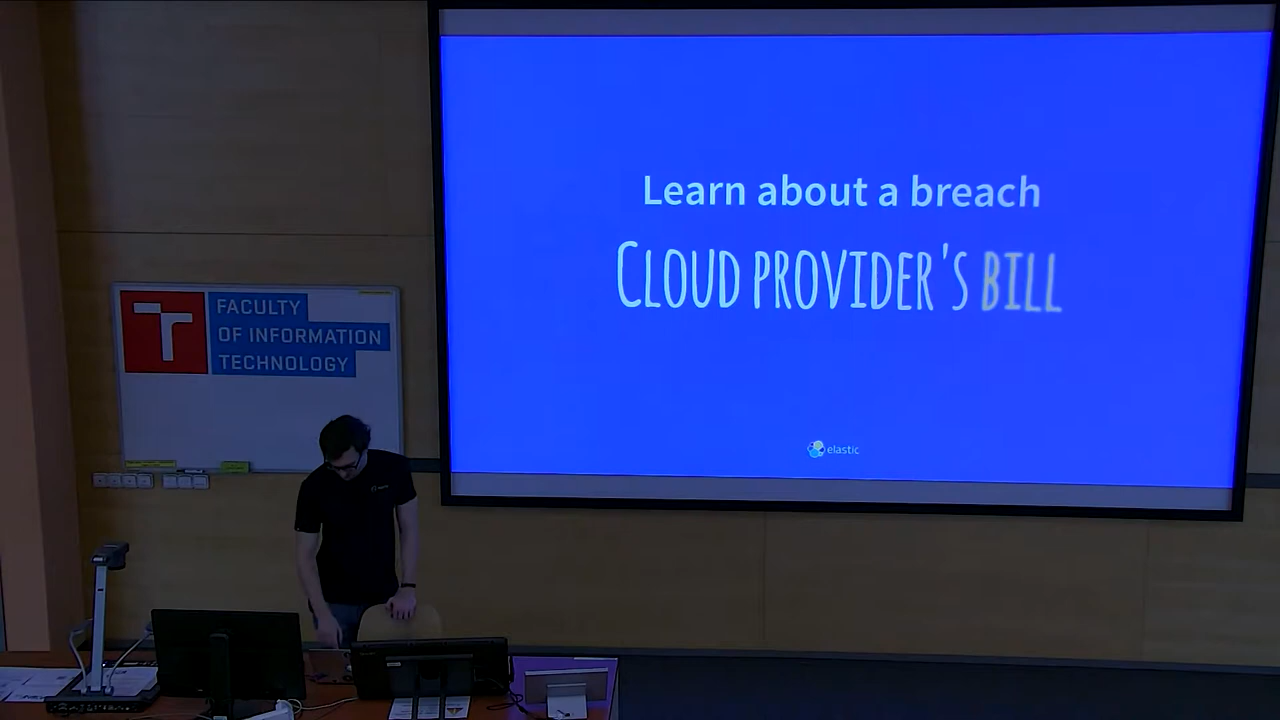 Learn about a breach
CLOUD PROVIDER'S BILL
elastic
FACULTY
OF INFORMATION
TECHNOLOGY